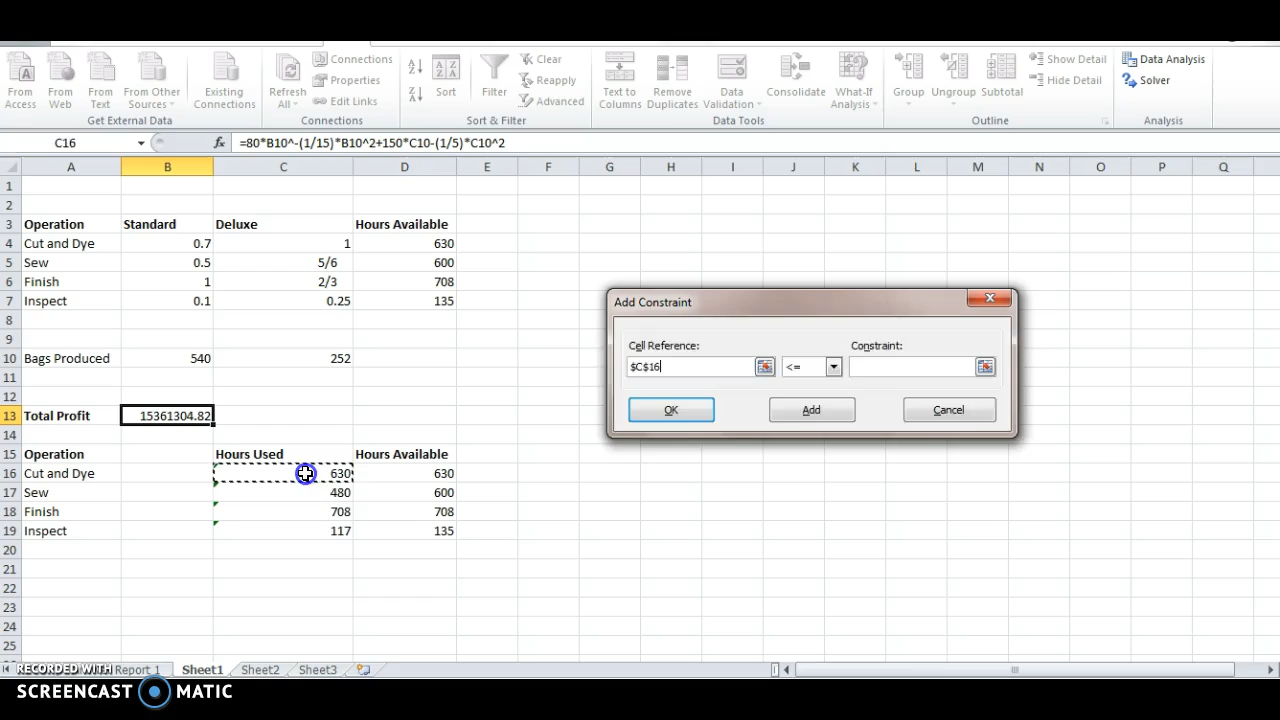 Connections
Clear
Show Detail
Data Analysis
Properties
Reapply
Hide Detail
Solver
From Access
From Web
From Text
From Other Sources
Existing Connections
Refresh All
Edit Links
Sort
Filter
Advanced
Text to Columns
Remove Duplicates
Data Validation
Consolidate
What-If Analysis
Group
Ungroup
Subtotal
Get External Data
Connections
Sort & Filter
Data Tools
Outline
Analysis
C16 fx =80*B10^-(1/15)*B10^2+150*C10-(1/5)*C10^2
A B C D E F G H I J K L M N O P Q
1
2
3 Operation Standard Deluxe Hours Available
4 Cut and Dye 0.7 1 630
5 Sew 0.5 5/6 600
6 Finish 1 2/3 708
7 Inspect 0.1 0.25 135
8
9
10 Bags Produced 540 252
11
12
13 Total Profit 15361304.82
14
15 Operation Hours Used Hours Available
16 Cut and Dye 630 630
17 Sew 480 600
18 Finish 708 708
19 Inspect 117 135
20
21
22
23
24
25
Add Constraint
Cell Reference: Constraint:
$C$16 <=
OK Add Cancel
Report 1 Sheet1 Sheet2 Sheet3
RECORDED WITH
SCREENCAST MATIC